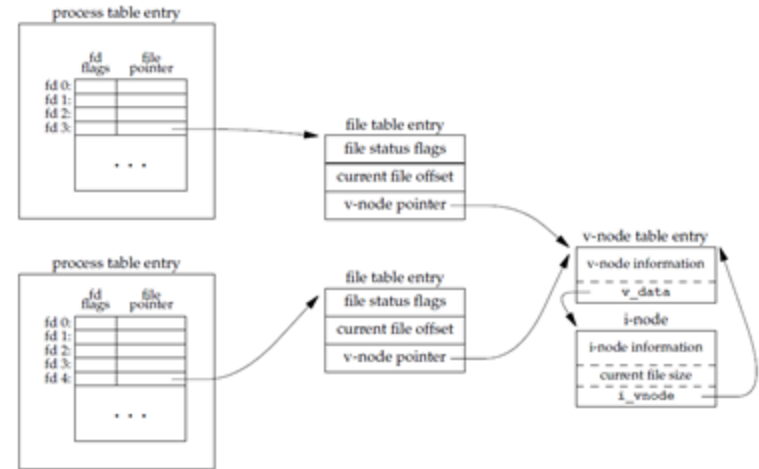 process table entry
fd flags
file pointer
fd 0:
fd 1:
fd 2:
fd 3:
. . .
file table entry
file status flags
current file offset
v-node pointer
v-node table entry
v-node information
v_data
i-node
i-node information
current file size
i_vnode
process table entry
fd flags
file pointer
fd 0:
fd 1:
fd 2:
fd 3:
fd 4:
. . .
file table entry
file status flags
current file offset
v-node pointer